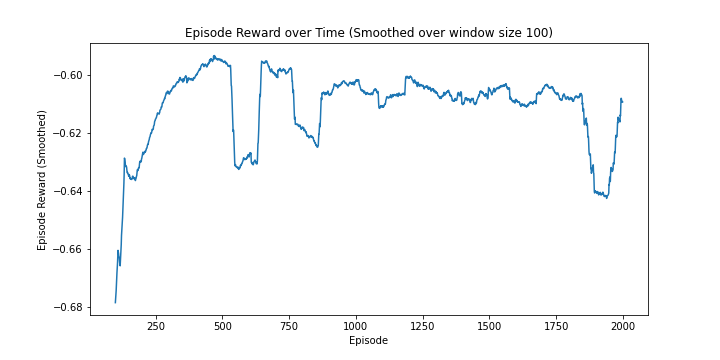 Episode Reward over Time (Smoothed over window size 100)
−0.60
−0.62
−0.64
−0.66
−0.68
Episode Reward (Smoothed)
250 500 750 1000 1250 1500 1750 2000
Episode